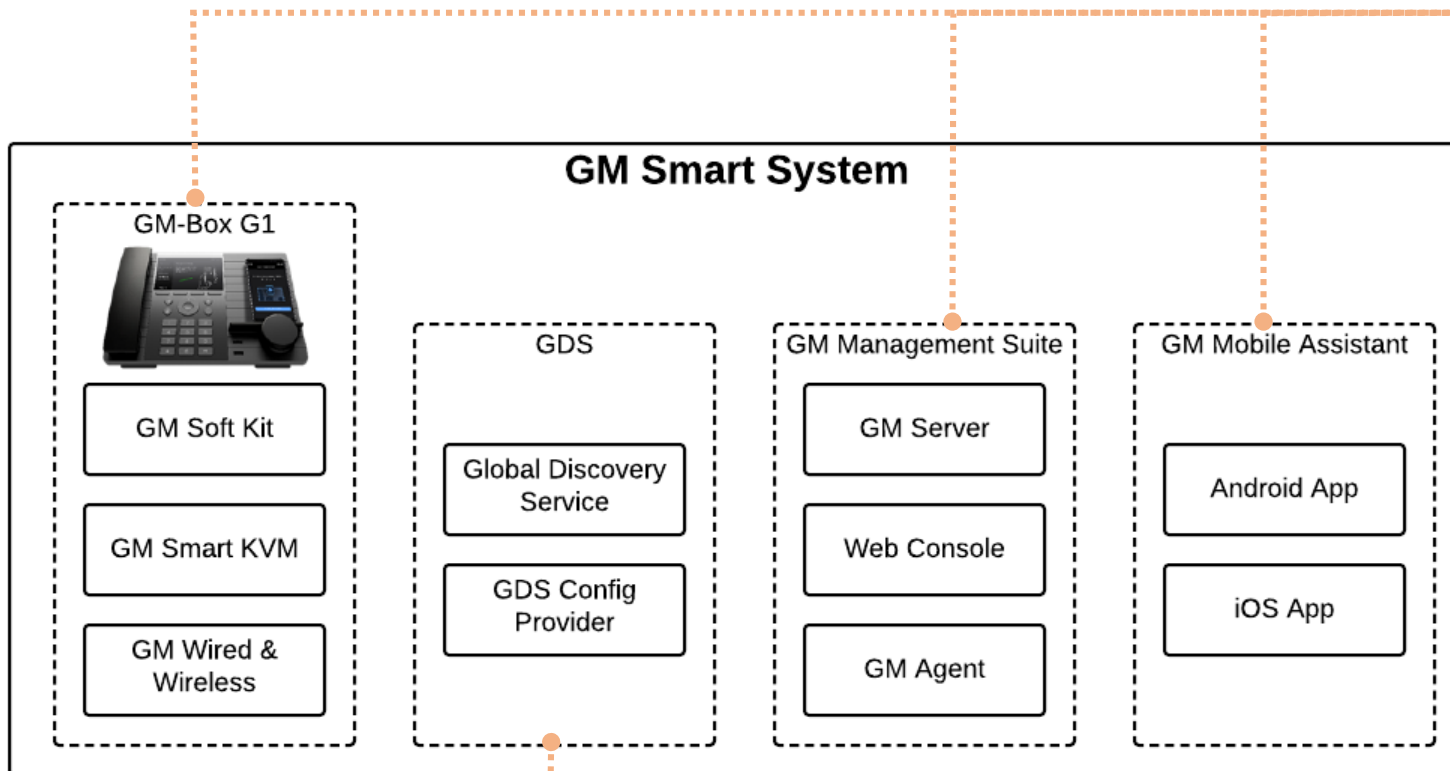 GM Smart System
GM-Box G1
GM Soft Kit
GM Smart KVM
GM Wired &
Wireless
GDS
Global Discovery
Service
GDS Config
Provider
GM Management Suite
GM Server
Web Console
GM Agent
GM Mobile Assistant
Android App
iOS App